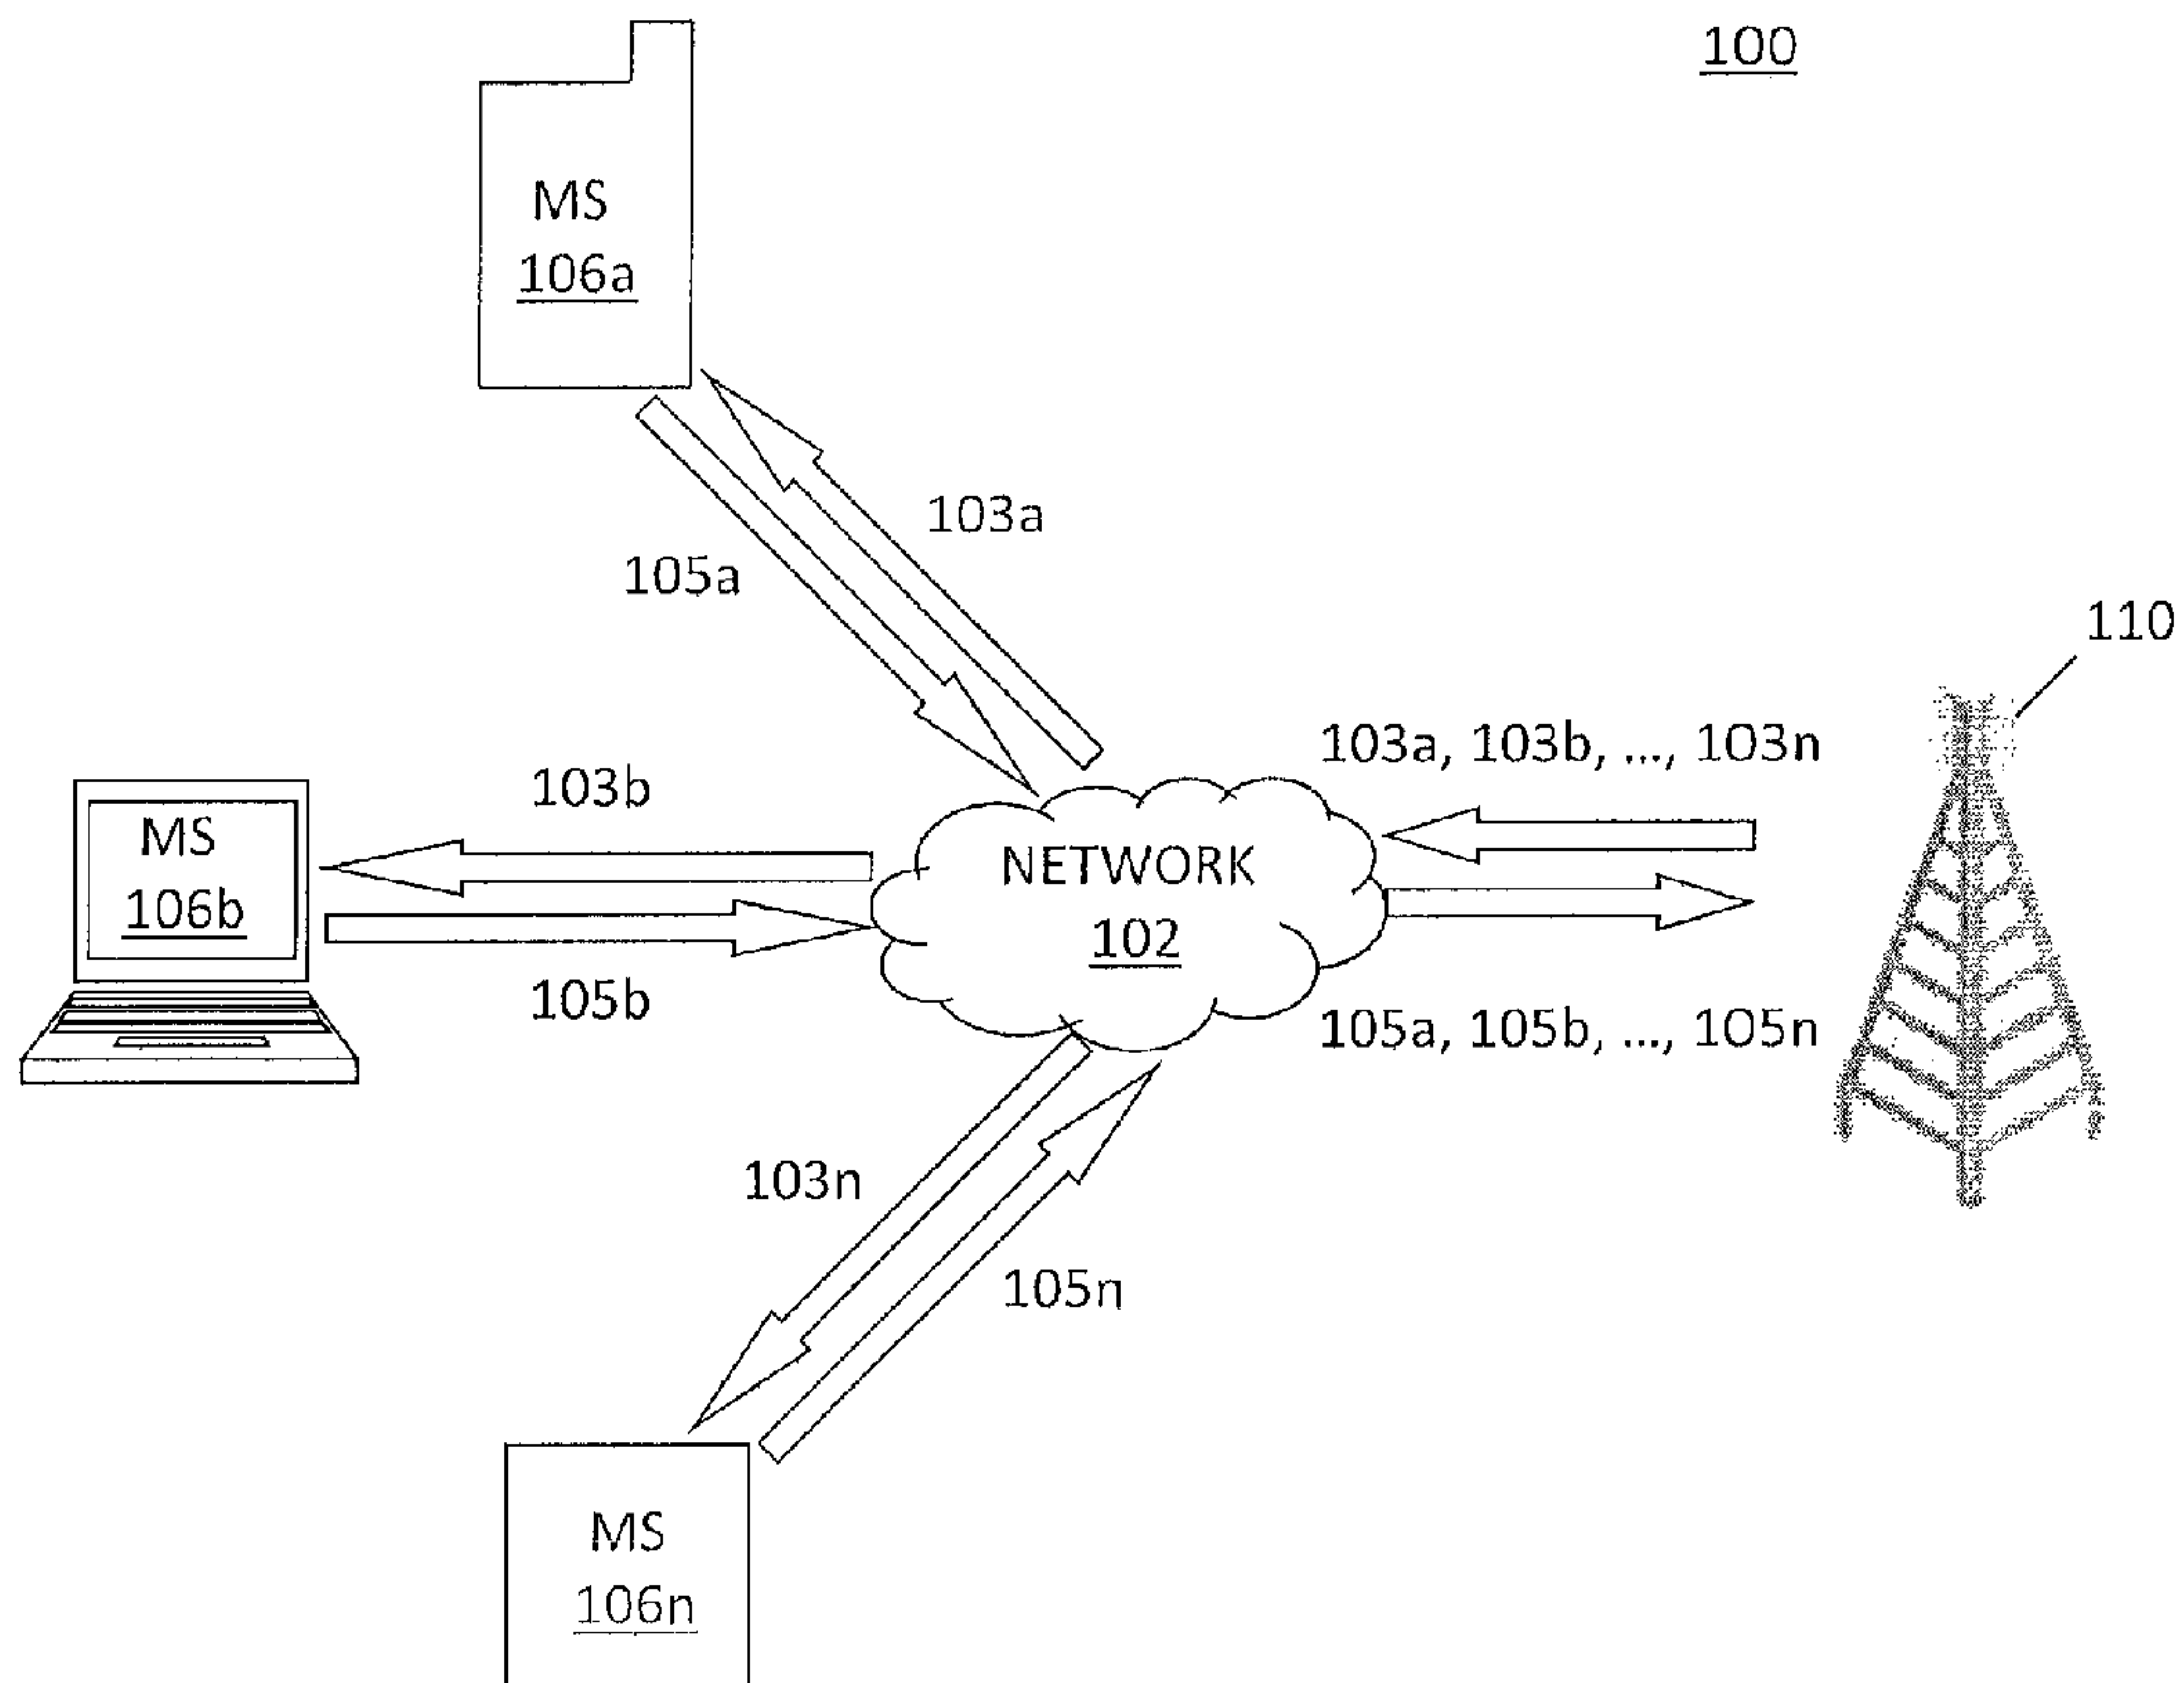 100
MS
106a
103a
105a
110
103a, 103b, ..., 103n
103b
MS
106b
NETWORK
102
105b
105a, 105b, ..., 105n
103n
105n
MS
106n